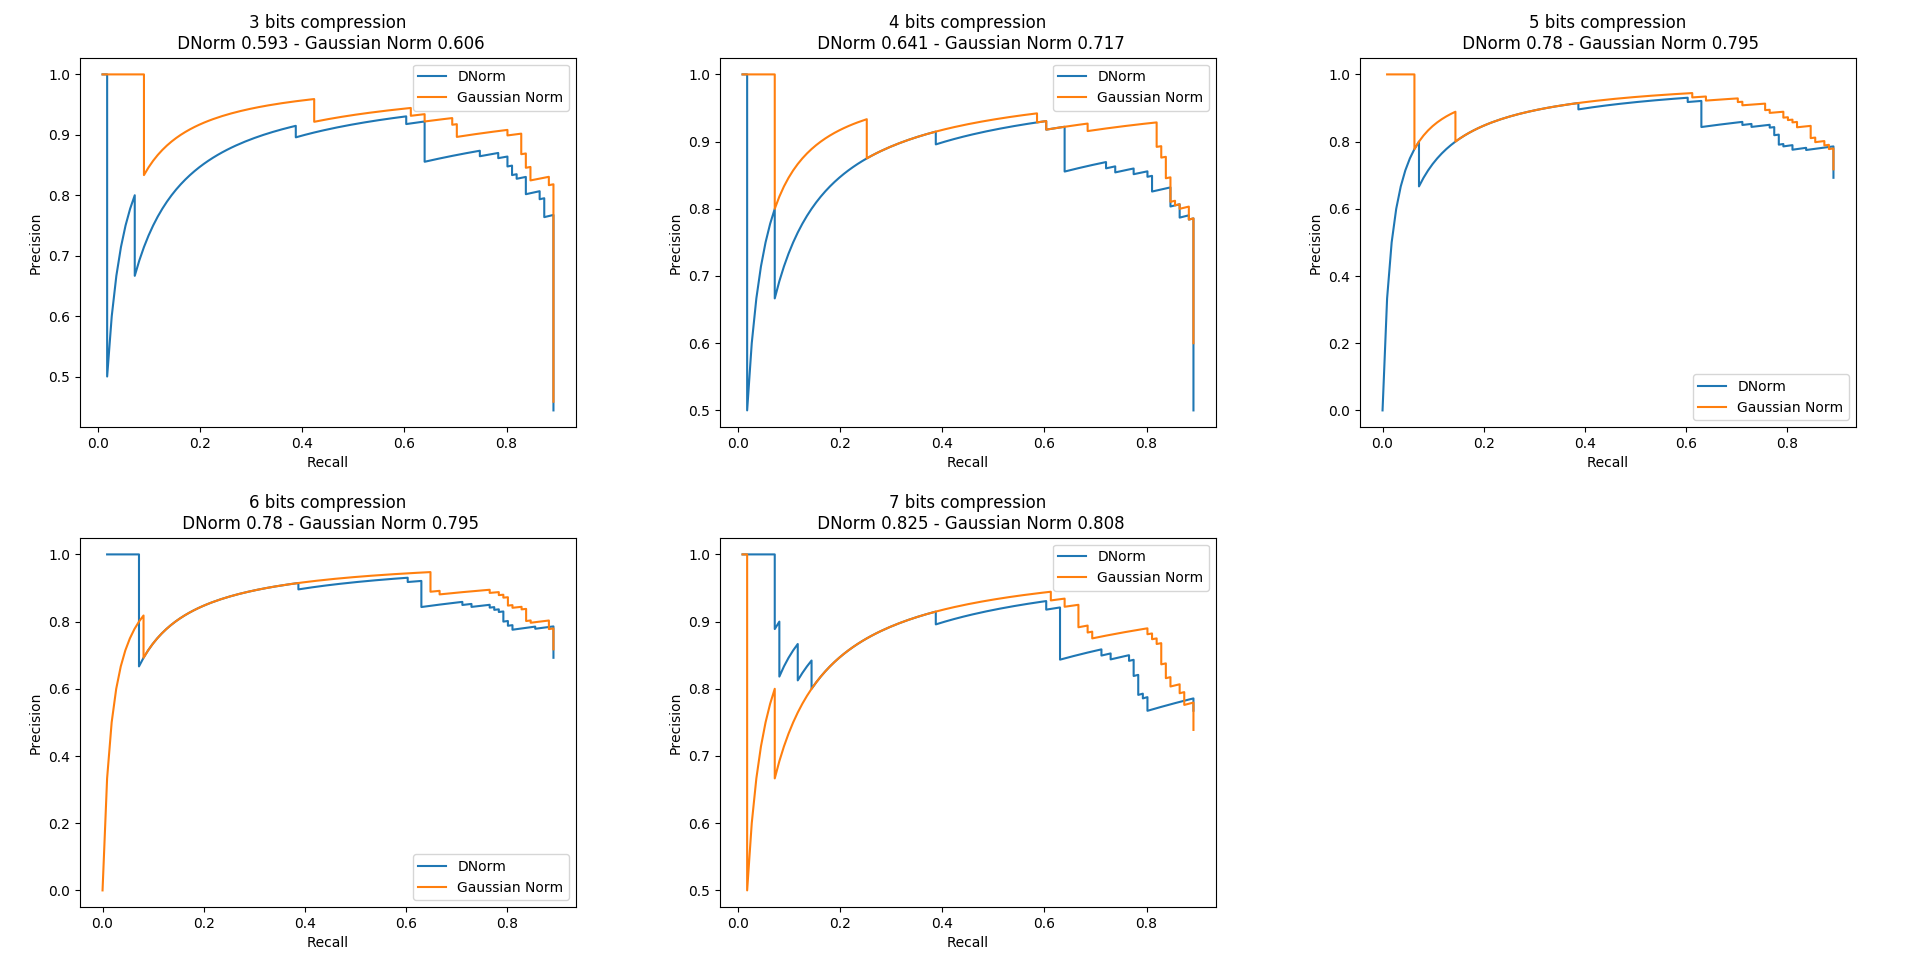 3 bits compression
DNorm 0.593 - Gaussian Norm 0.606
1.0
0.9
0.8
0.7
0.6
0.5
Precision
0.0 0.2 0.4 0.6 0.8
Recall
DNorm
Gaussian Norm
4 bits compression
DNorm 0.641 - Gaussian Norm 0.717
1.0
0.9
0.8
0.7
0.6
0.5
Precision
0.0 0.2 0.4 0.6 0.8
Recall
DNorm
Gaussian Norm
5 bits compression
DNorm 0.78 - Gaussian Norm 0.795
1.0
0.8
0.6
0.4
0.2
0.0
Precision
0.0 0.2 0.4 0.6 0.8
Recall
DNorm
Gaussian Norm
6 bits compression
DNorm 0.78 - Gaussian Norm 0.795
1.0
0.8
0.6
0.4
0.2
0.0
Precision
0.0 0.2 0.4 0.6 0.8
Recall
DNorm
Gaussian Norm
7 bits compression
DNorm 0.825 - Gaussian Norm 0.808
1.0
0.9
0.8
0.7
0.6
0.5
Precision
0.0 0.2 0.4 0.6 0.8
Recall
DNorm
Gaussian Norm